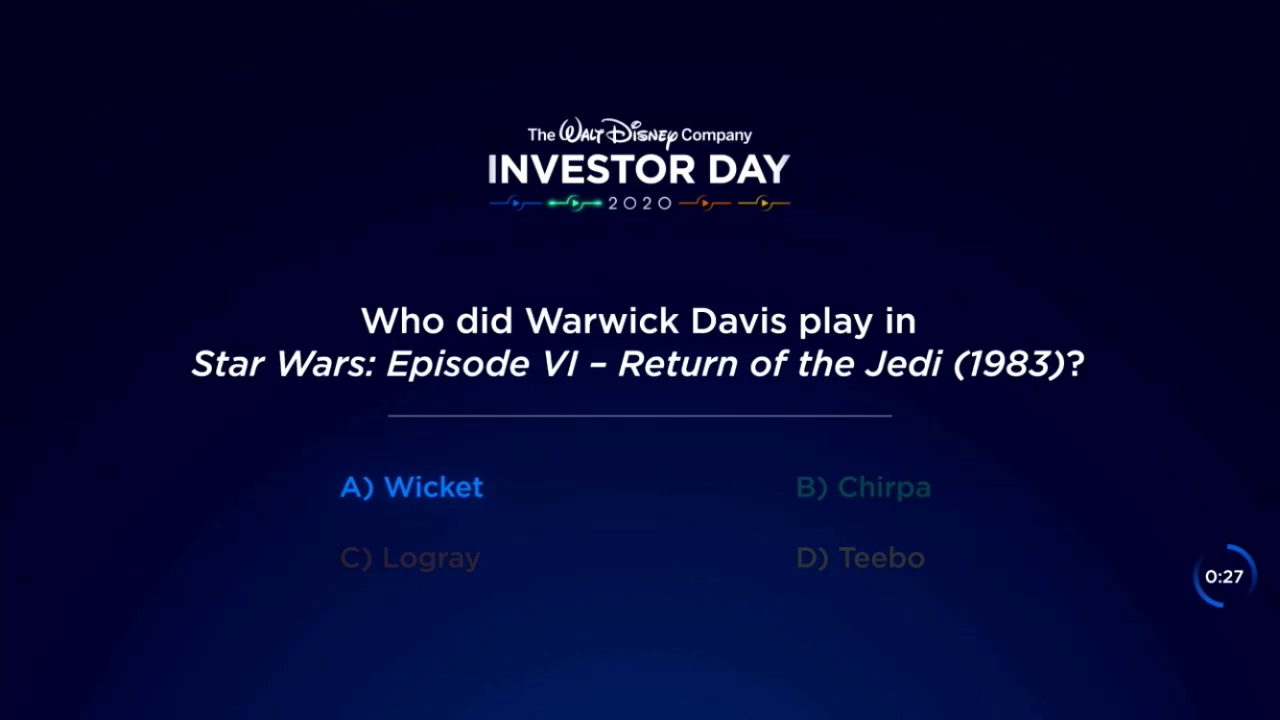 The Walt Disney Company
INVESTOR DAY
2020
Who did Warwick Davis play in
Star Wars: Episode VI – Return of the Jedi (1983)?
A) Wicket
B) Chirpa
C) Logray
D) Teebo
0:27